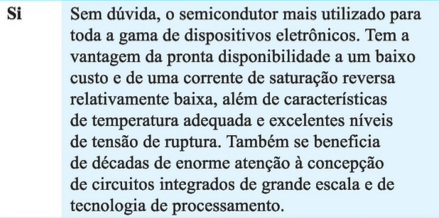 Si
Sem dúvida, o semicondutor mais utilizado para
toda a gama de dispositivos eletrônicos. Tem a
vantagem da pronta disponibilidade a um baixo
custo e de uma corrente de saturação reversa
relativamente baixa, além de características
de temperatura adequada e excelentes níveis
de tensão de ruptura. Também se beneficia
de décadas de enorme atenção à concepção
de circuitos integrados de grande escala e de
tecnologia de processamento.